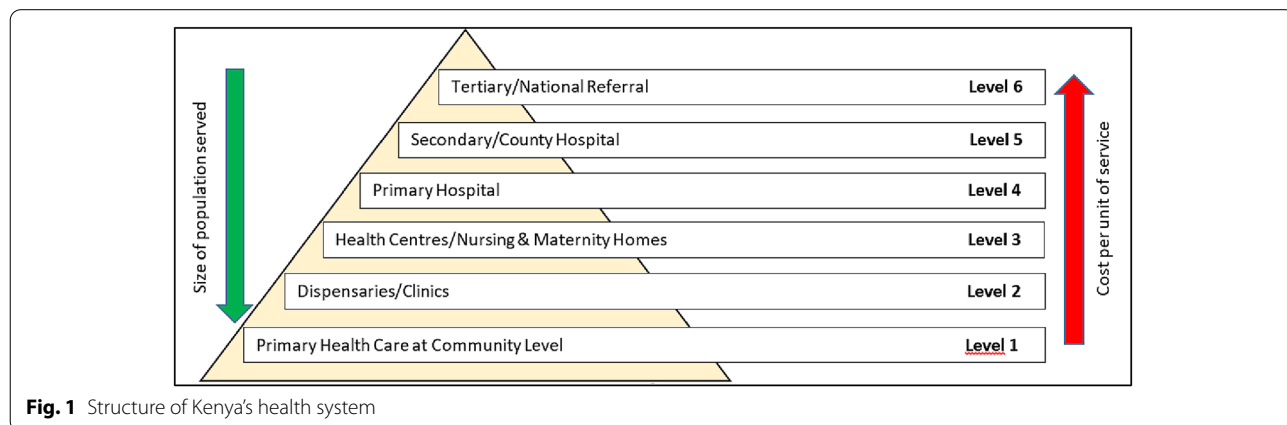 Size of population served
Tertiary/National Referral Level 6
Secondary/County Hospital Level 5
Primary Hospital Level 4
Health Centres/Nursing & Maternity Homes Level 3
Dispensaries/Clinics Level 2
Primary Health Care at Community Level Level 1
Cost per unit of service
Fig. 1 Structure of Kenya's health system